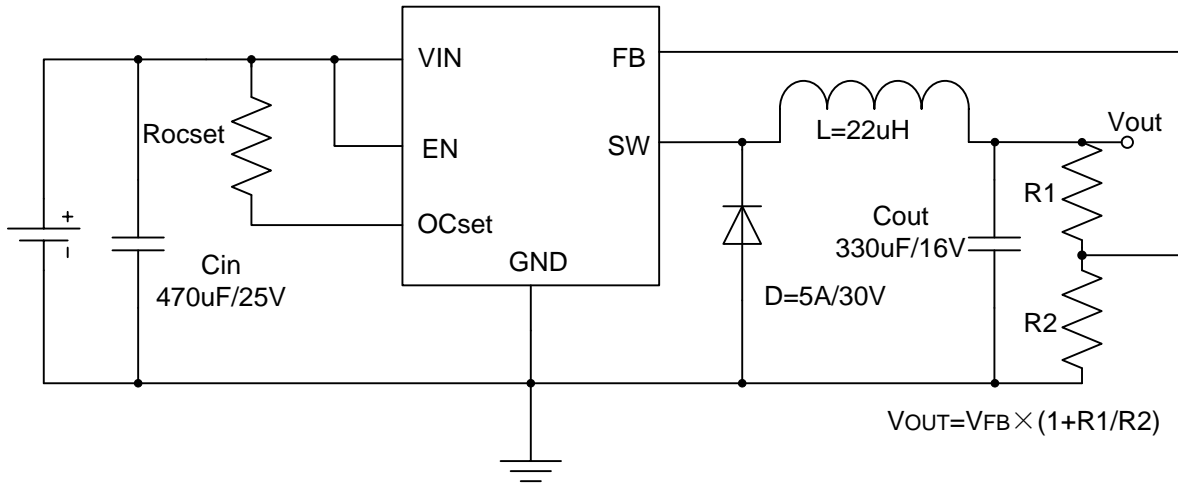 VIN
FB
Rocset
EN
SW
L=22uH
Vout
OCset
R1
+
-
Cin
470uF/25V
GND
Cout
330uF/16V
D=5A/30V
R2
VOUT=VFB×(1+R1/R2)